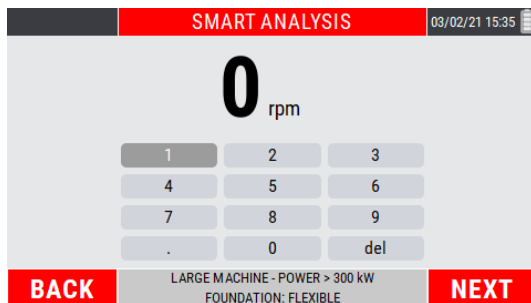 SMART ANALYSIS 03/02/21 15:35
0 rpm
1 2 3
4 5 6
7 8 9
. 0 del
BACK
LARGE MACHINE - POWER > 300 kW
FOUNDATION: FLEXIBLE
NEXT